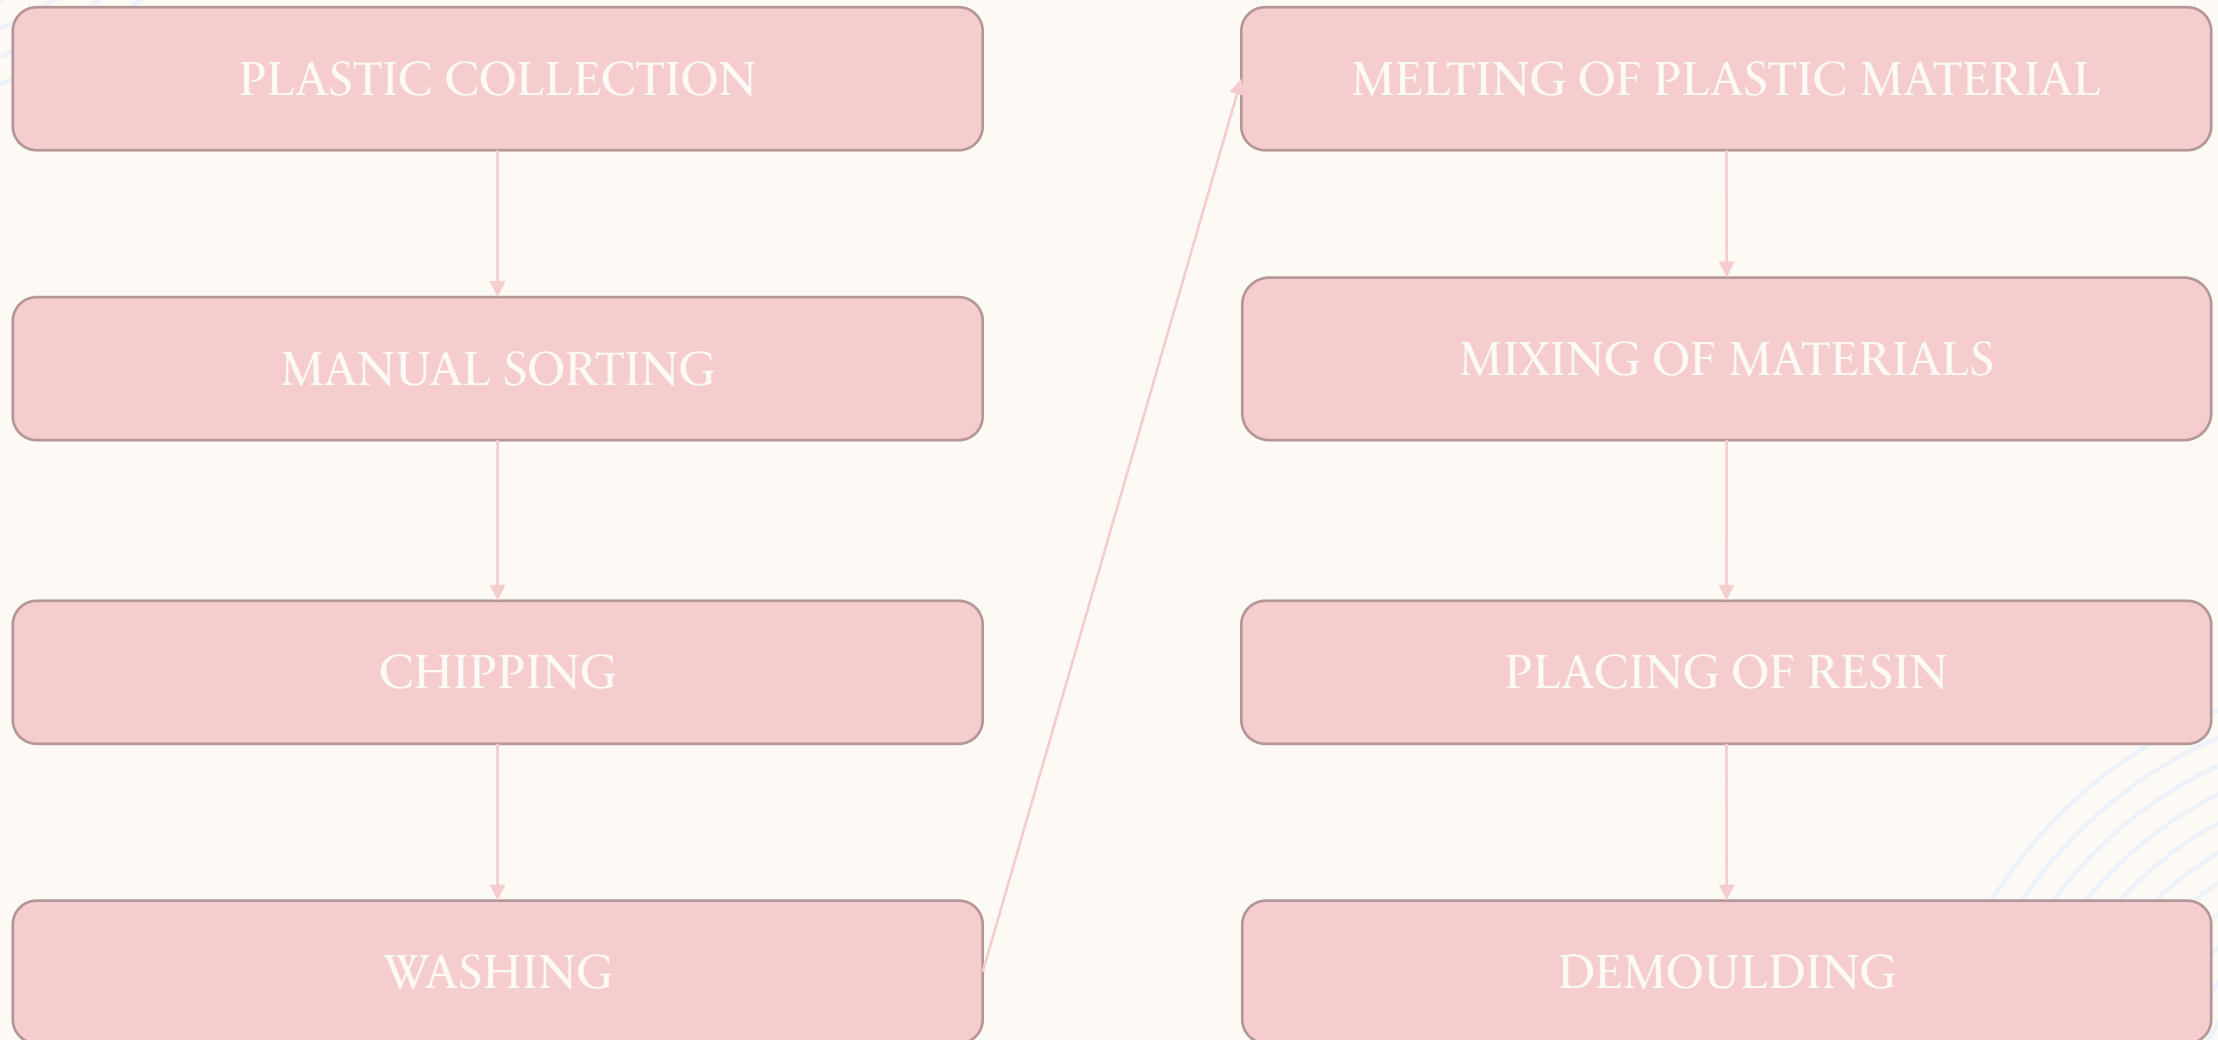 PLASTIC COLLECTION
MANUAL SORTING
CHIPPING
WASHING
MELTING OF PLASTIC MATERIAL
MIXING OF MATERIALS
PLACING OF RESIN
DEMOULDING